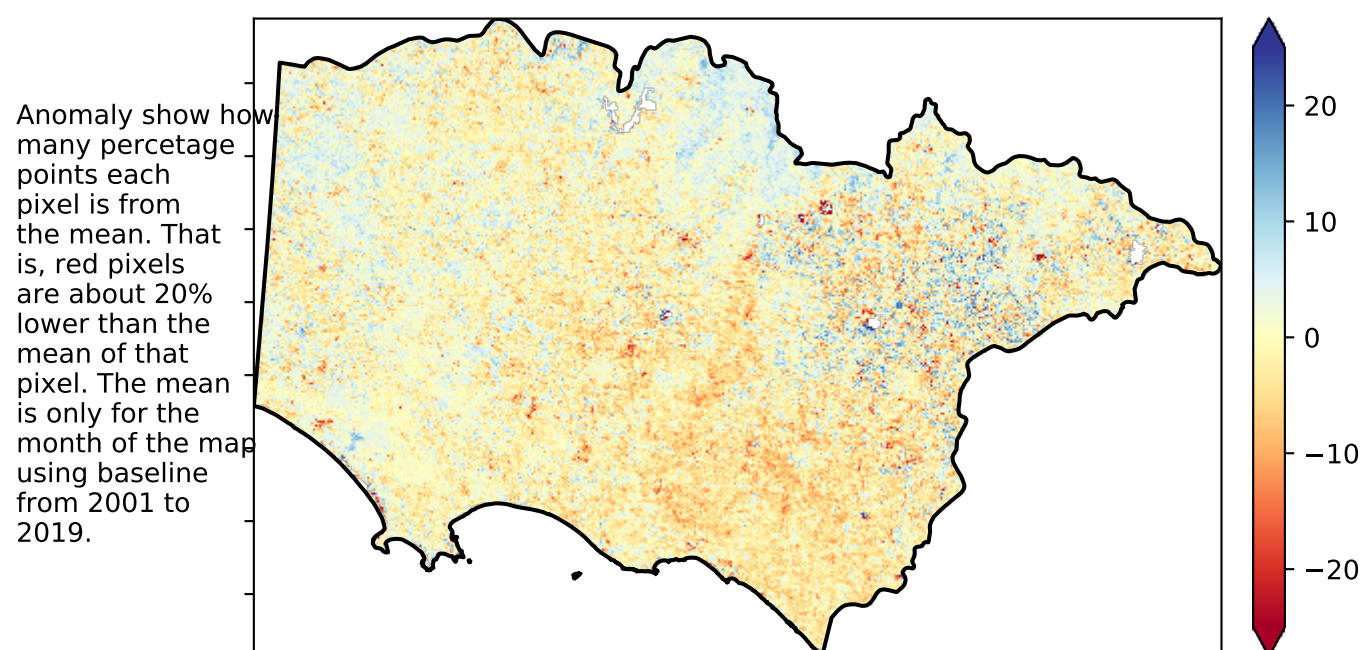 Anomaly show how
many percetage
points each
pixel is from
the mean. That
is, red pixels
are about 20%
lower than the
mean of that
pixel. The mean
is only for the
month of the map
using baseline
from 2001 to
2019.
20
10
0
−10
−20